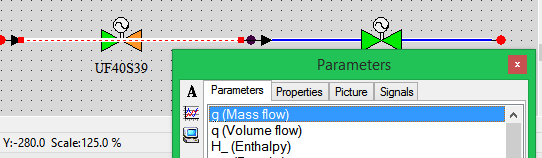 UF40S39
Parameters
A Parameters Properties Picture Signals
g (Mass flow)
q (Volume flow)
H_ (Enthalpy)
Y:-280.0 Scale:125.0 %